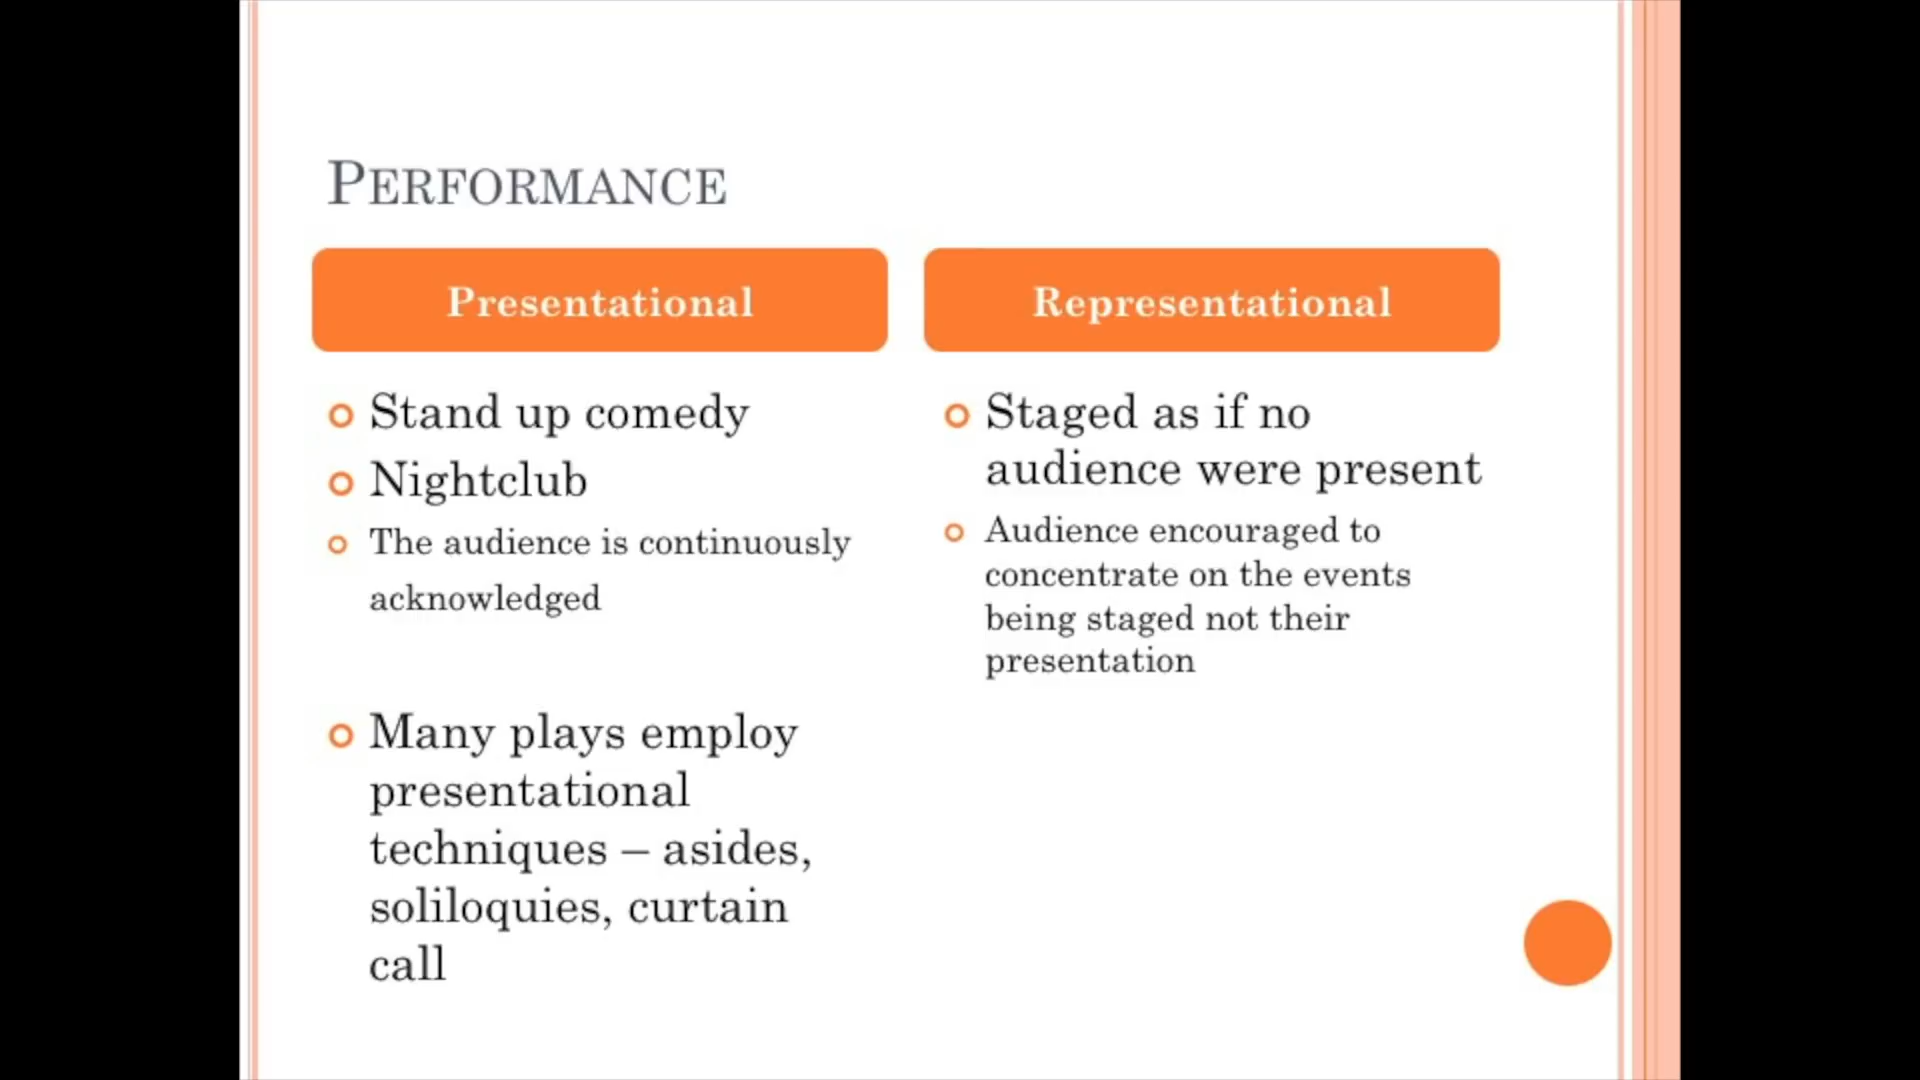 PERFORMANCE
Presentational
Stand up comedy
Nightclub
The audience is continuously
acknowledged
Many plays employ
presentational
techniques – asides,
soliloquies, curtain
call
Representational
Staged as if no
audience were present
Audience encouraged to
concentrate on the events
being staged not their
presentation